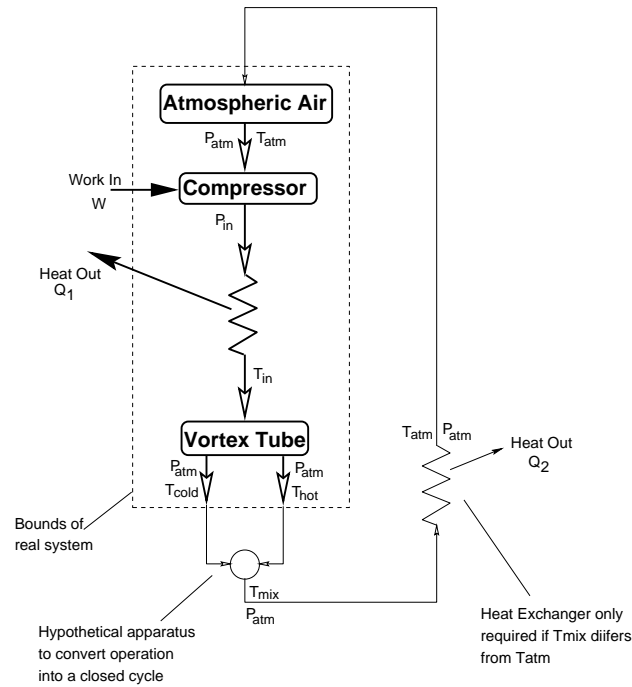 Atmospheric Air
Patm Tatm
Work In
W
Compressor
Pin
Heat Out
Q1
Tin
Vortex Tube
Patm Patm
Tcold Thot
Tatm Patm
Heat Out
Q2
Bounds of
real system
Tmix
Patm
Hypothetical apparatus
to convert operation
into a closed cycle
Heat Exchanger only
required if Tmix diifers
from Tatm